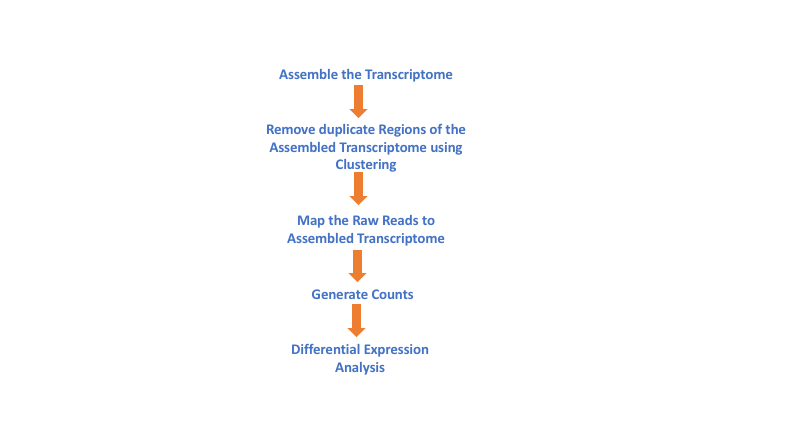 Assemble the Transcriptome
Remove duplicate Regions of the
Assembled Transcriptome using
Clustering
Map the Raw Reads to
Assembled Transcriptome
Generate Counts
Differential Expression
Analysis